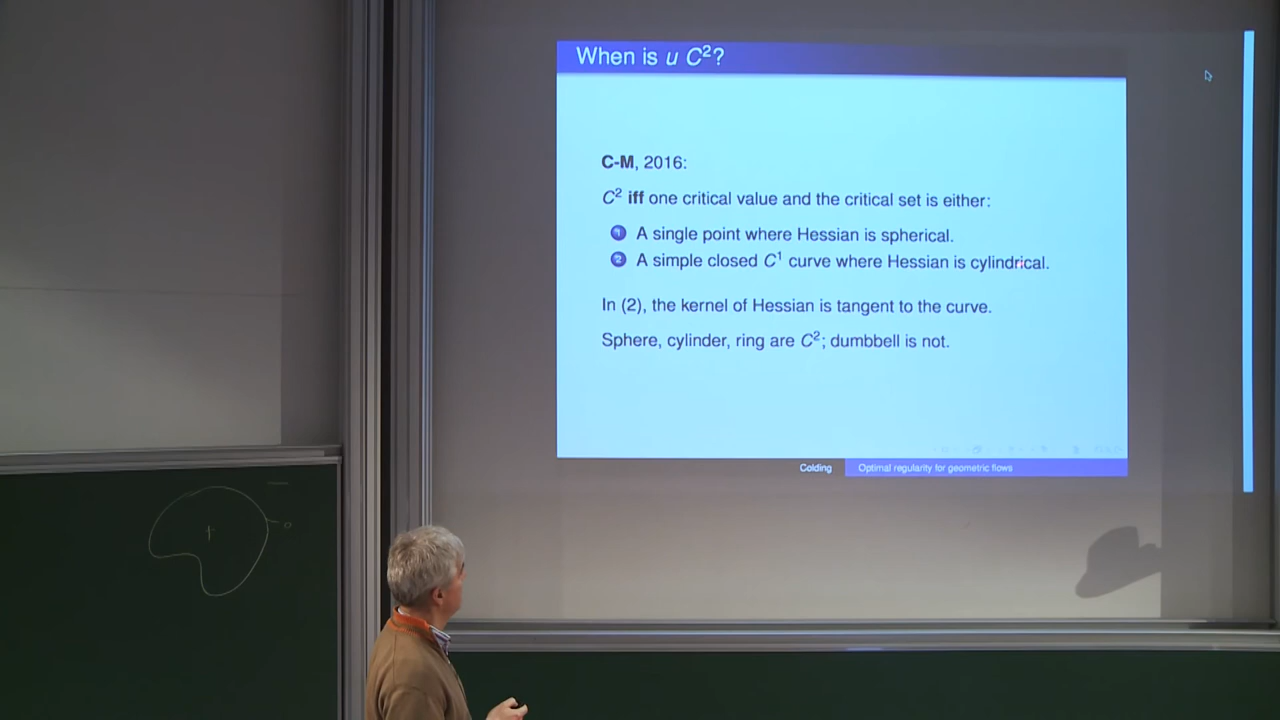 When is u C²?
C-M, 2016:
C² iff one critical value and the critical set is either:
1 A single point where Hessian is spherical.
2 A simple closed C¹ curve where Hessian is cylindrical.
In (2), the kernel of Hessian is tangent to the curve.
Sphere, cylinder, ring are C²; dumbbell is not.
Colding Optimal regularity for geometric flows